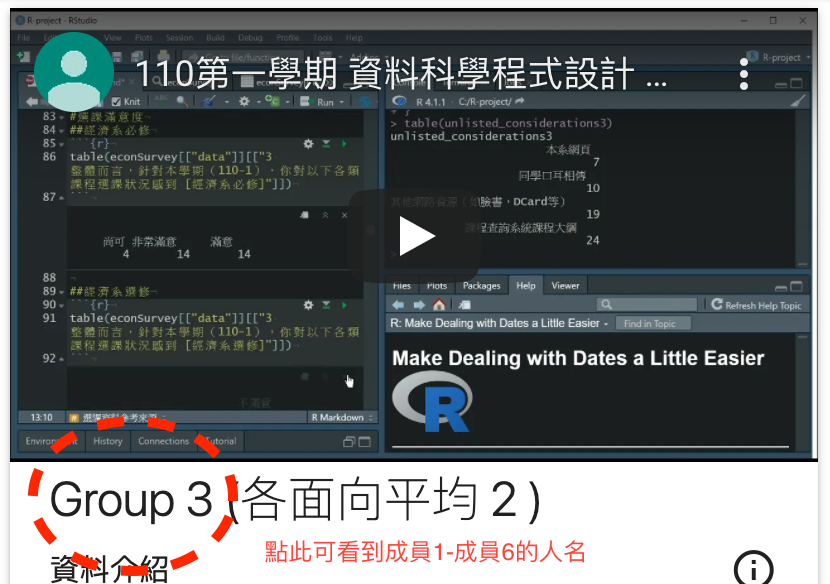 R-project - RStudio
File Edit View Plots Session Build Debug Profile Tools Help
110第一學期 資料科學程式設計 ...
R-project
Knit
Run
R 4.1.1 · C:/R-project/
83 #選課滿意度
84 ##經濟系必修
85 ```{r}
86 table(econSurvey[["data"]][["3
整體而言，針對本學期（110-1），你對以下各類
課程選課狀況感到 [經濟系必修]"]])
87 ```
尚可 非常滿意 滿意
4 14 14
88
89 ##經濟系選修
90 ```{r}
91 table(econSurvey[["data"]][["3
整體而言，針對本學期（110-1），你對以下各類
課程選課狀況感到 [經濟系選修]"]])
92 ```
不滿意
13:10
R Markdown
Environment History Connections Tutorial
> table(unlisted_considerations3)
unlisted_considerations3
本系網頁
7
同學口耳相傳
10
其他網路資源（如臉書，DCard等）
19
課程查詢系統課程大綱
24
>
Files Plots Packages Help Viewer
Refresh Help Topic
R: Make Dealing with Dates a Little Easier
Find in Topic
Make Dealing with Dates a Little Easier
R
Group 3 (各面向平均 2 )
點此可看到成員1-成員6的人名
資料介紹